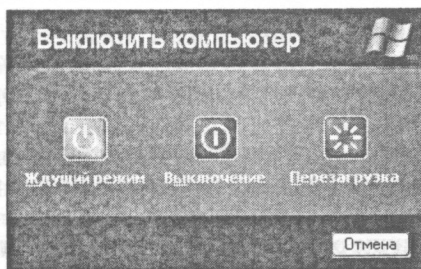 Выключить компьютер
Ждущий режим Выключение Перезагрузка
Отмена